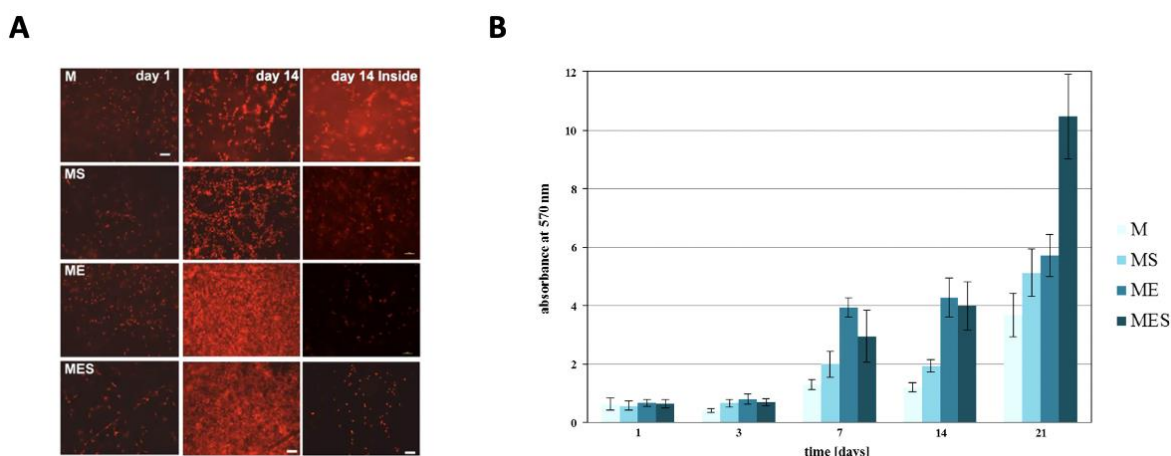 A
B
M day 1 day 14 day 14 Inside
MS
ME
MES
absorbance at 570 nm
12
10
8
6
4
2
0
1 3 7 14 21
time [days]
M
MS
ME
MES